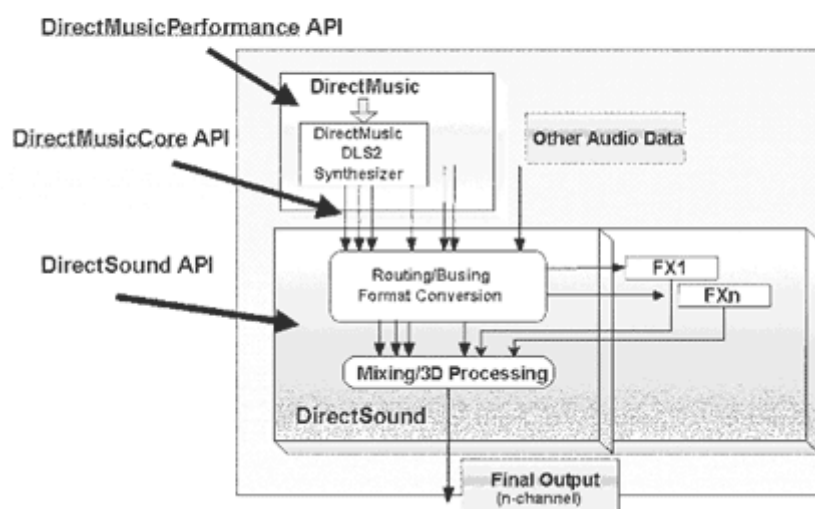 DirectMusicPerformance API
DirectMusic
DirectMusic
DLS2
Synthesizer
DirectMusicCore API
Other Audio Data
DirectSound API
Routing/Busing
Format Conversion
FX1
FXn
Mixing/3D Processing
DirectSound
Final Output
(n-channel)